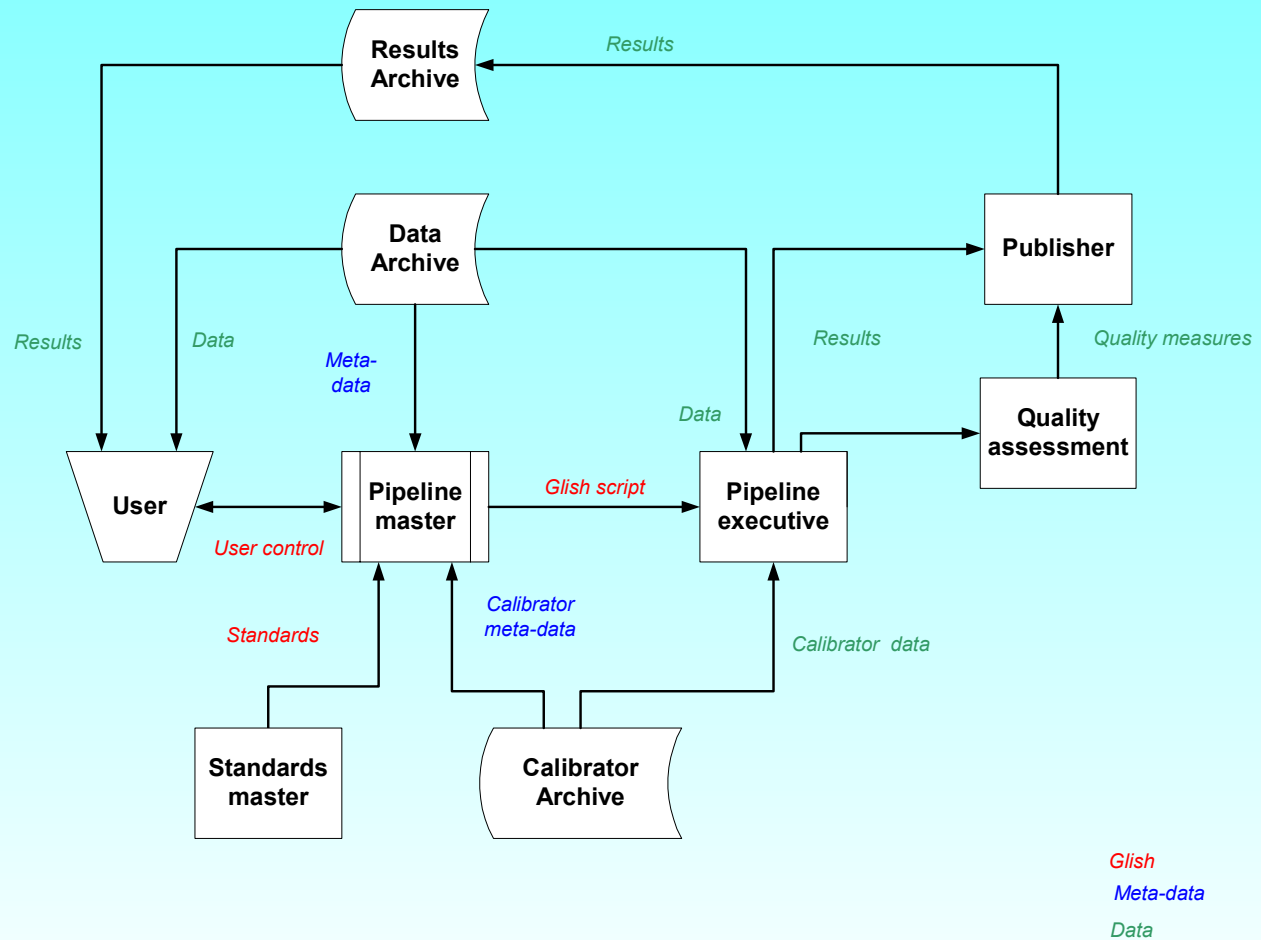 Results
Results
Archive
Data
Archive
Publisher
Results
Data
Meta-
data
Results
Quality measures
Data
Quality
assessment
User
Pipeline
master
Glish script
Pipeline
executive
User control
Calibrator
meta-data
Standards
Calibrator  data
Standards
master
Calibrator
Archive
Glish
Meta-data
Data